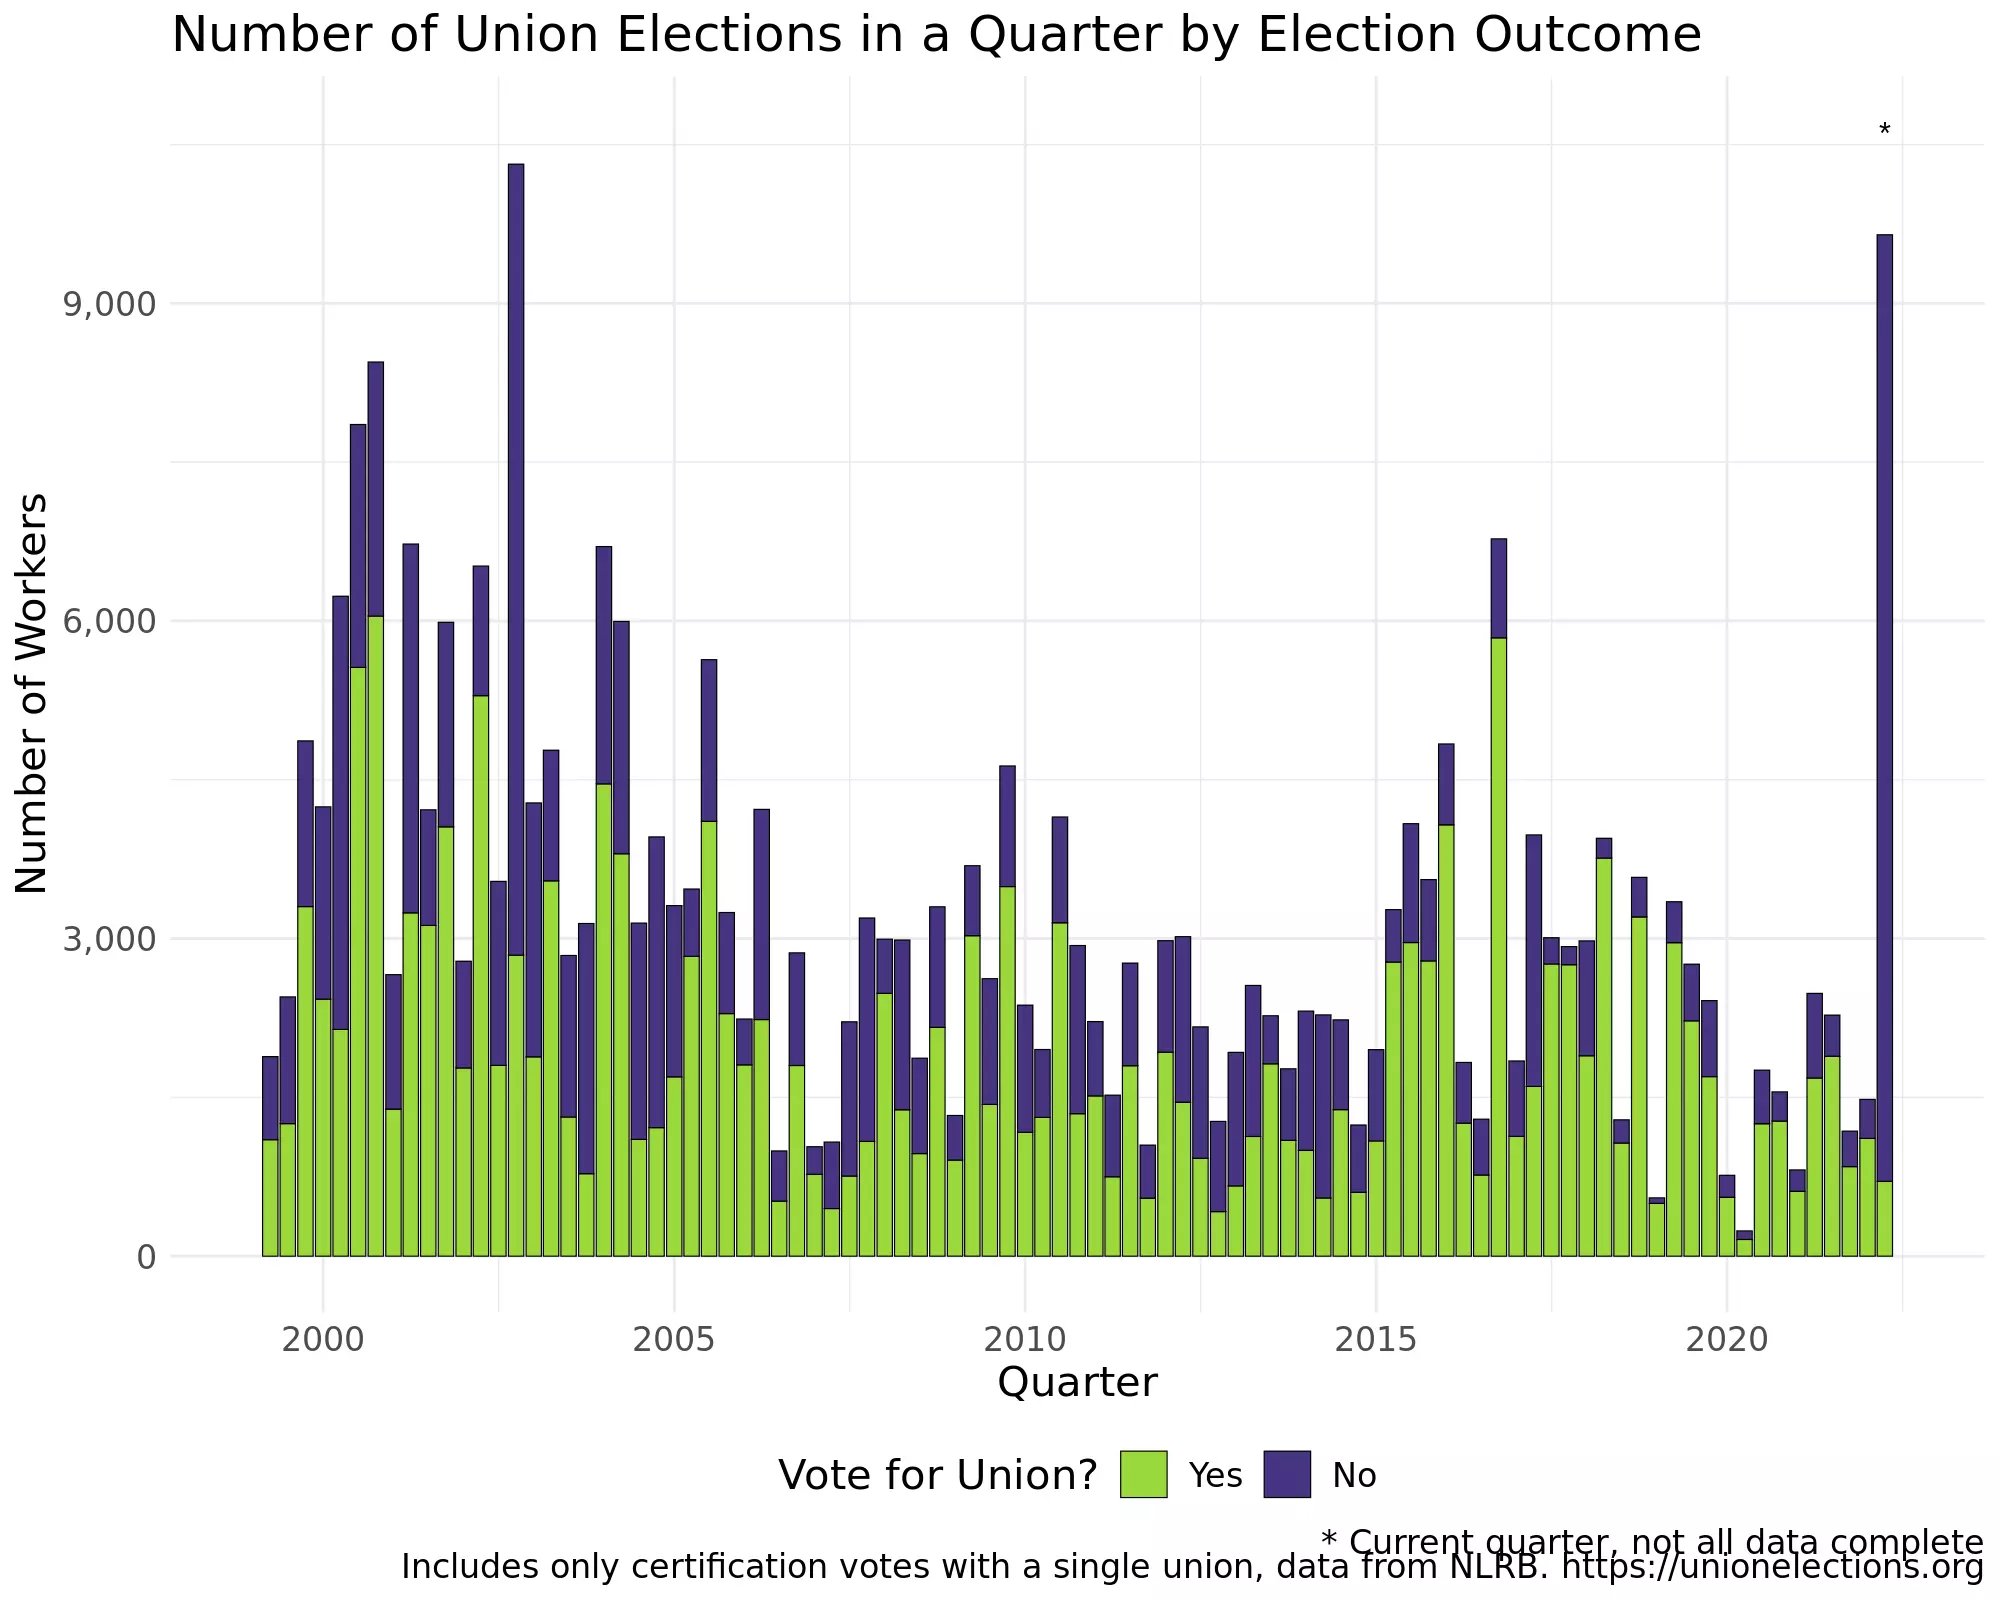 Number of Union Elections in a Quarter by Election Outcome
*
9,000
6,000
3,000
0
Number of Workers
2000 2005 2010 2015 2020
Quarter
Vote for Union? Yes No
* Current quarter, not all data complete
Includes only certification votes with a single union, data from NLRB. https://unionelections.org